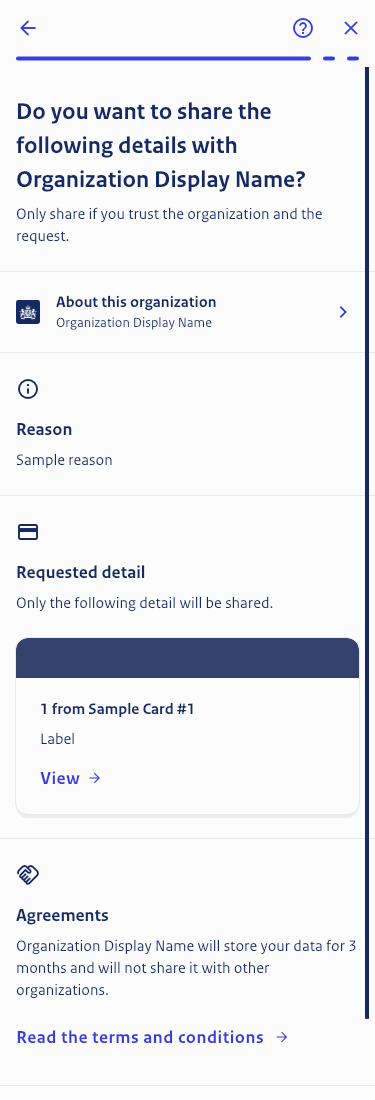 Do you want to share the
following details with
Organization Display Name?
Only share if you trust the organization and the
request.
About this organization
Organization Display Name
Reason
Sample reason
Requested detail
Only the following detail will be shared.
1 from Sample Card #1
Label
View
Agreements
Organization Display Name will store your data for 3
months and will not share it with other
organizations.
Read the terms and conditions